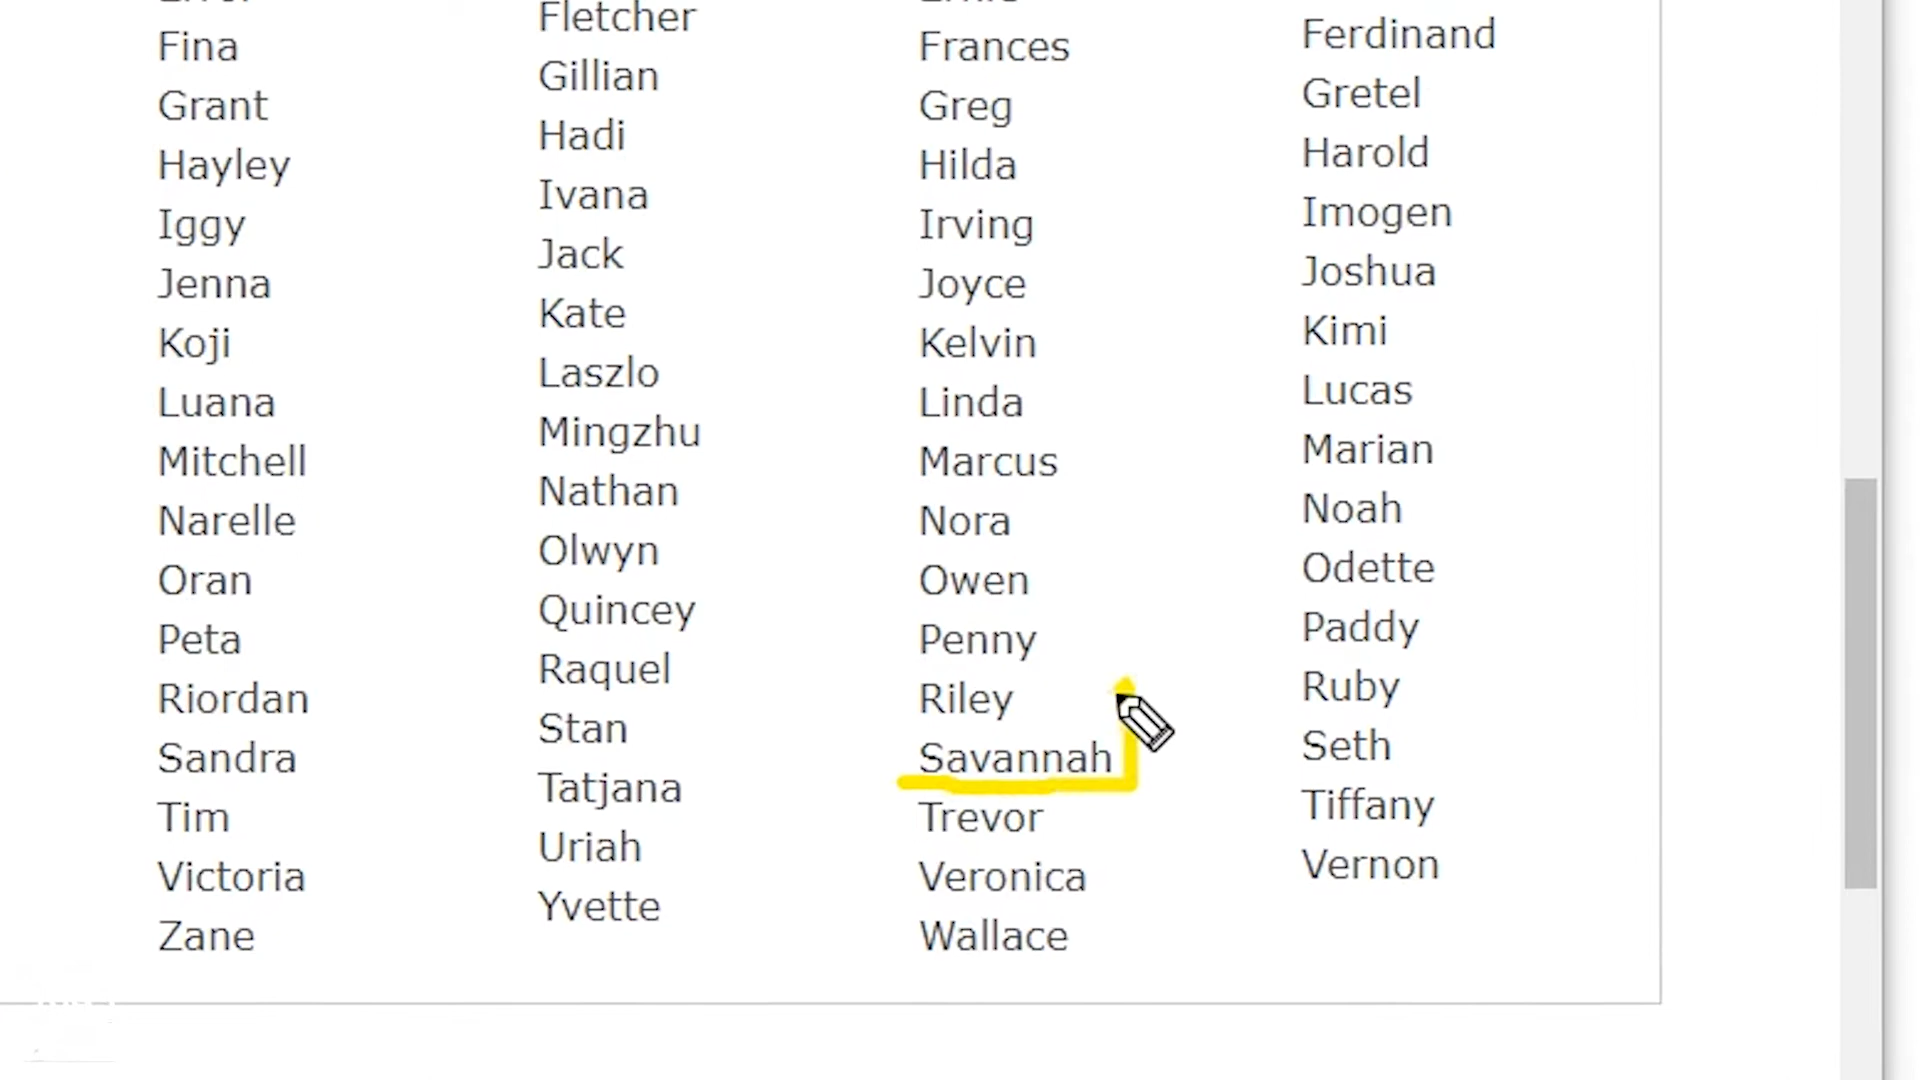 Fina
Grant
Hayley
Iggy
Jenna
Koji
Luana
Mitchell
Narelle
Oran
Peta
Riordan
Sandra
Tim
Victoria
Zane
Fletcher
Gillian
Hadi
Ivana
Jack
Kate
Laszlo
Mingzhu
Nathan
Olwyn
Quincey
Raquel
Stan
Tatjana
Uriah
Yvette
Frances
Greg
Hilda
Irving
Joyce
Kelvin
Linda
Marcus
Nora
Owen
Penny
Riley
Savannah
Trevor
Veronica
Wallace
Ferdinand
Gretel
Harold
Imogen
Joshua
Kimi
Lucas
Marian
Noah
Odette
Paddy
Ruby
Seth
Tiffany
Vernon